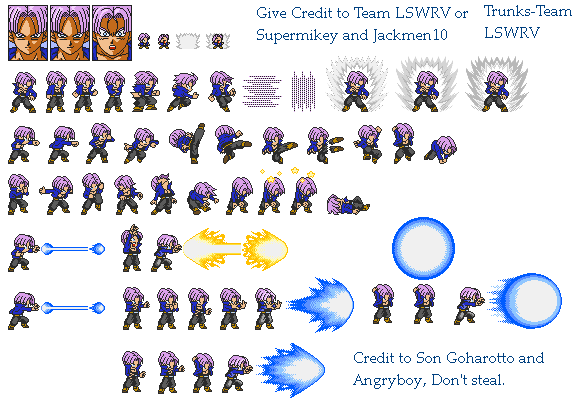 Give Credit to Team LSWRV or
Supermikey and Jackmen10
Trunks-Team
LSWRV
Credit to Son Goharotto and
Angryboy, Don't steal.